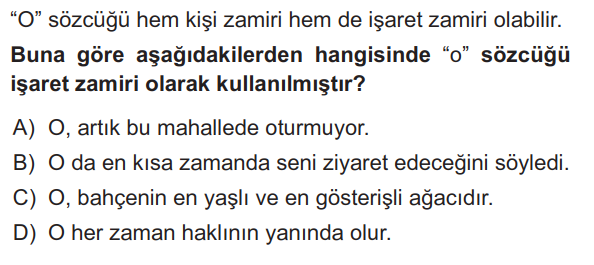 “O” sözcüğü hem kişi zamiri hem de işaret zamiri olabilir.
Buna göre aşağıdakilerden hangisinde “o” sözcüğü
işaret zamiri olarak kullanılmıştır?
A) O, artık bu mahallede oturmuyor.
B) O da en kısa zamanda seni ziyaret edeceğini söyledi.
C) O, bahçenin en yaşlı ve en gösterişli ağacıdır.
D) O her zaman haklının yanında olur.